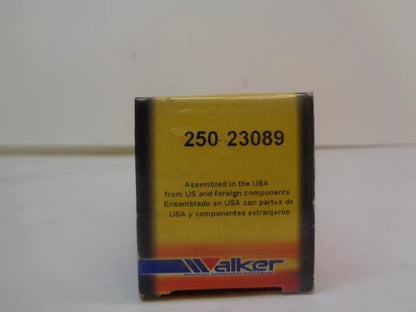 250-23089
Assembled in the USA
from US and foreign components
Ensamblado en USA con partes de
USA y componentes extranjeros
Walker